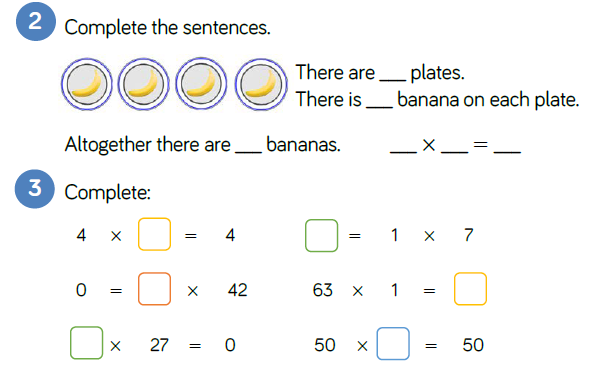 2 Complete the sentences.
There are ___ plates.
There is ___ banana on each plate.
Altogether there are ___ bananas. ___ × ___ = ___
3 Complete:
4 × □ = 4 □ = 1 × 7
0 = □ × 42 63 × 1 = □
□ × 27 = 0 50 × □ = 50